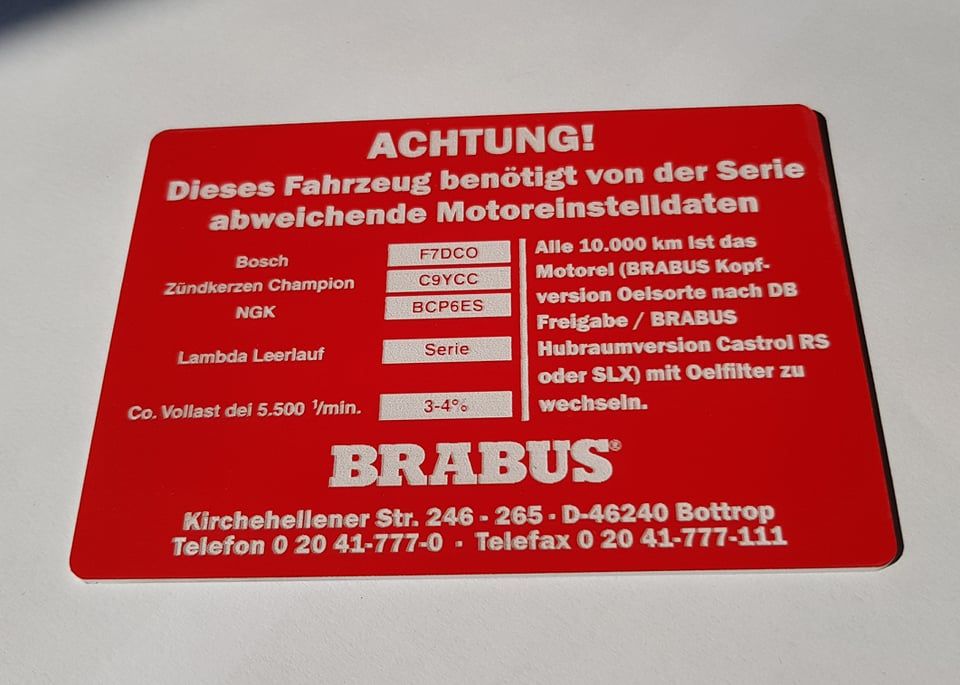 ACHTUNG!
Dieses Fahrzeug benötigt von der Serie
abweichende Motoreinstelldaten
Bosch F7DCO
Zündkerzen Champion C9YCC
NGK BCP6ES
Lambda Leerlauf Serie
Co. Vollast dei 5.500 ¹/min. 3-4%
Alle 10.000 km ist das
Motorel (BRABUS Kopf-
version Oelsorte nach DB
Freigabe / BRABUS
Hubraumversion Castrol RS
oder SLX) mit Oelfilter zu
wechseln.
BRABUS®
Kirchehellener Str. 246 - 265 · D-46240 Bottrop
Telefon 0 20 41-777-0 · Telefax 0 20 41-777-111